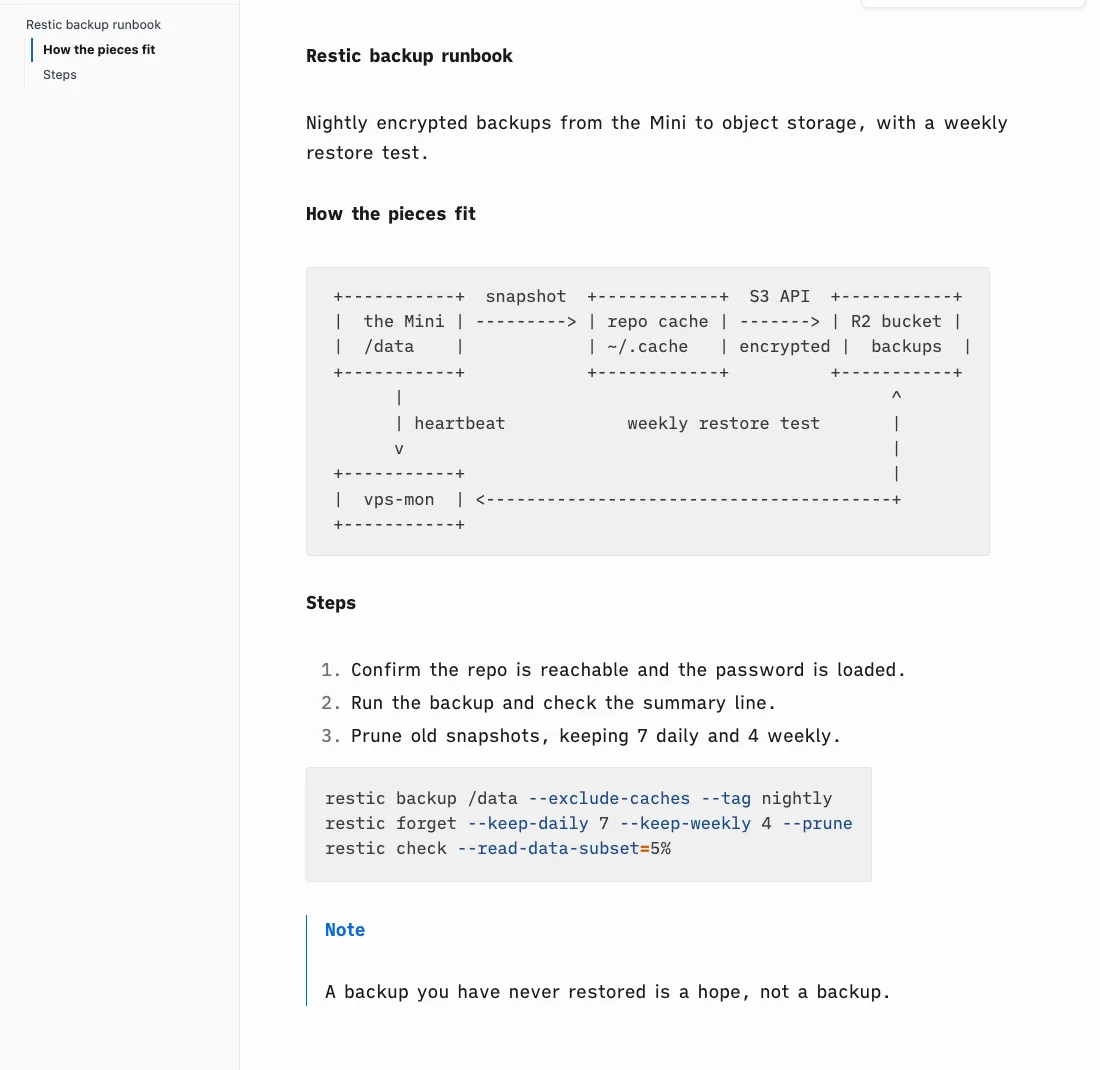 Restic backup runbook
How the pieces fit
Steps
Restic backup runbook
Nightly encrypted backups from the Mini to object storage, with a weekly
restore test.
How the pieces fit
+-----------+  snapshot  +------------+  S3 API  +-----------+
|  the Mini | ---------> | repo cache | -------> | R2 bucket |
|  /data    |            | ~/.cache   | encrypted |  backups  |
+-----------+            +------------+          +-----------+
      |                                                ^
      | heartbeat            weekly restore test       |
      v                                                |
+-----------+                                          |
|  vps-mon  | <----------------------------------------+
+-----------+
Steps
1. Confirm the repo is reachable and the password is loaded.
2. Run the backup and check the summary line.
3. Prune old snapshots, keeping 7 daily and 4 weekly.
restic backup /data --exclude-caches --tag nightly
restic forget --keep-daily 7 --keep-weekly 4 --prune
restic check --read-data-subset=5%
Note
A backup you have never restored is a hope, not a backup.